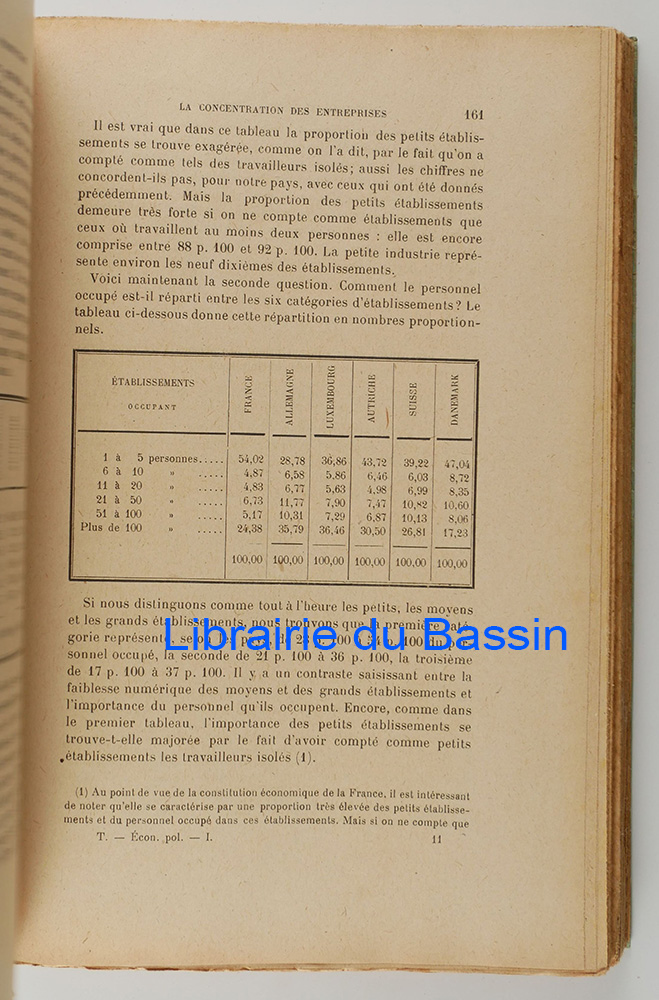 LA CONCENTRATION DES ENTREPRISES 161
Il est vrai que dans ce tableau la proportion des petits établis-
sements se trouve exagérée, comme on l'a dit, par le fait qu'on a
compté comme tels des travailleurs isolés; aussi les chiffres ne
concordent-ils pas, pour notre pays, avec ceux qui ont été donnés
précédemment. Mais la proportion des petits établissements
demeure très forte si on ne compte comme établissements que
ceux où travaillent au moins deux personnes : elle est encore
comprise entre 88 p. 100 et 92 p. 100. La petite industrie repré-
sente environ les neuf dixièmes des établissements.
Voici maintenant la seconde question. Comment le personnel
occupé est-il réparti entre les six catégories d'établissements? Le
tableau ci-dessous donne cette répartition en nombres proportion-
nels.
ÉTABLISSEMENTS
OCCUPANT
FRANCE
ALLEMAGNE
LUXEMBOURG
AUTRICHE
SUISSE
DANEMARK
1 à 5 personnes..... 54,02 28,78 36,86 43,72 39,22 47,04
6 à 10 » ..... 4,87 6,58 5,86 6,46 6,03 8,72
11 à 20 » ..... 4,83 6,77 5,63 4,98 6,99 8,35
21 à 50 » ..... 6,73 11,77 7,90 7,47 10,82 10,60
51 à 100 » ..... 5,17 10,31 7,29 6,87 10,13 8,06
Plus de 100 » ..... 24,38 35,79 36,46 30,50 26,81 17,23
100,00 100,00 100,00 100,00 100,00 100,00
Si nous distinguons comme tout à l'heure les petits, les moyens
et les grands établissements, nous trouvons que la première caté-
gorie représente, selon les pays, de 28 p. 100 à 54 p. 100 du per-
Librairie du Bassin
sonnel occupé, la seconde de 21 p. 100 à 36 p. 100, la troisième
de 17 p. 100 à 37 p. 100. Il y a un contraste saisissant entre la
faiblesse numérique des moyens et des grands établissements et
l'importance du personnel qu'ils occupent. Encore, comme dans
le premier tableau, l'importance des petits établissements se
trouve-t-elle majorée par le fait d'avoir compté comme petits
établissements les travailleurs isolés (1).
(1) Au point de vue de la constitution économique de la France, il est intéressant
de noter qu'elle se caractérise par une proportion très élevée des petits établisse-
ments et du personnel occupé dans ces établissements. Mais si on ne compte que
T. — Écon. pol. — I. 11